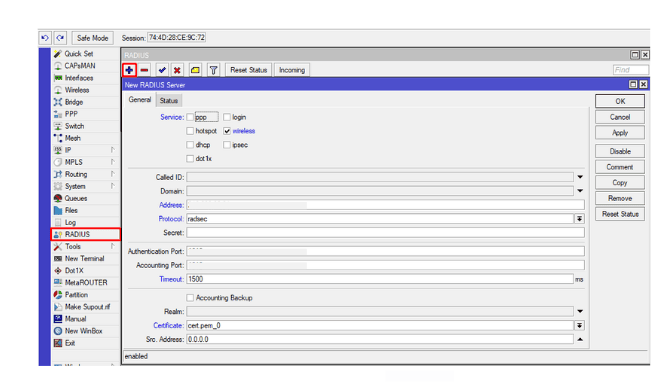 Safe Mode Session: 74:4D:28:CE:9C:72
Quick Set
CAPsMAN
Interfaces
Wireless
Bridge
PPP
Switch
Mesh
IP
MPLS
Routing
System
Queues
Files
Log
RADIUS
Tools
New Terminal
Dot1X
MetaROUTER
Partition
Make Supout.rif
Manual
New WinBox
Exit
RADIUS
Reset Status Incoming Find
New RADIUS Server
General Status
Service: ppp login
hotspot wireless
dhcp ipsec
dot1x
Called ID:
Domain:
Address:
Protocol: radsec
Secret:
Authentication Port:
Accounting Port:
Timeout: 1500 ms
Accounting Backup
Realm:
Certificate: cert.pem_0
Src. Address: 0.0.0.0
enabled
OK
Cancel
Apply
Disable
Comment
Copy
Remove
Reset Status